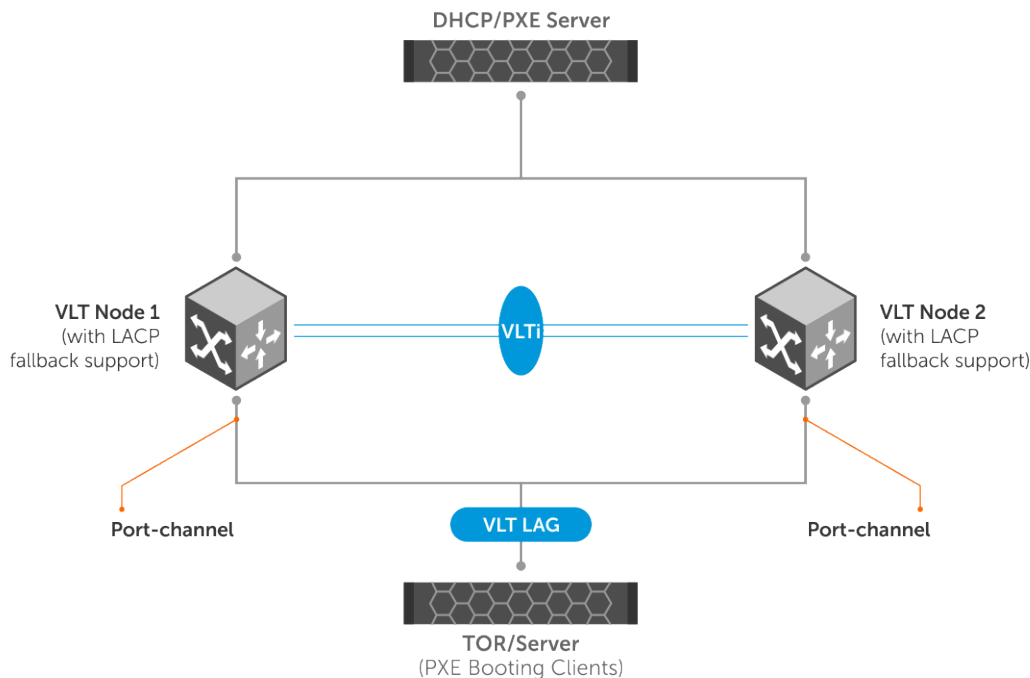 DHCP/PXE Server
VLT Node 1
(with LACP
fallback support)
VLTi
VLT Node 2
(with LACP
fallback support)
Port-channel
VLT LAG
Port-channel
TOR/Server
(PXE Booting Clients)